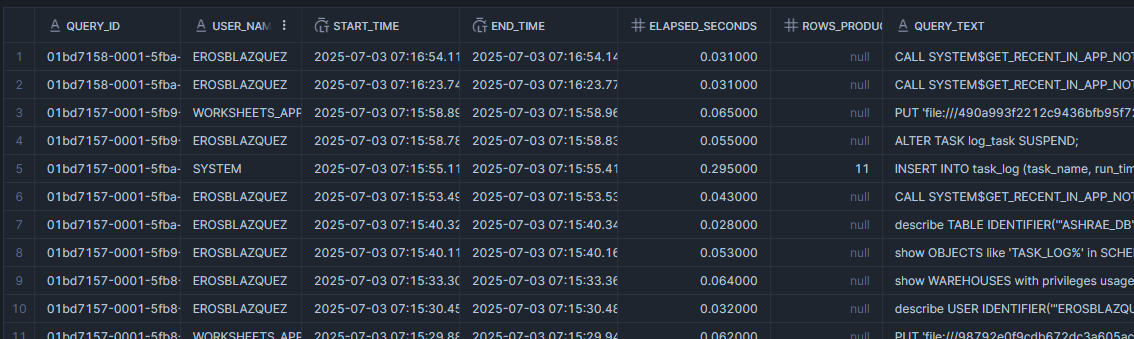 QUERY_ID USER_NAM START_TIME END_TIME ELAPSED_SECONDS ROWS_PRODUC QUERY_TEXT
1 01bd7158-0001-5fba- EROSBLAZQUEZ 2025-07-03 07:16:54.11 2025-07-03 07:16:54.14 0.031000 null CALL SYSTEM$GET_RECENT_IN_APP_NOT
2 01bd7158-0001-5fba- EROSBLAZQUEZ 2025-07-03 07:16:23.74 2025-07-03 07:16:23.77 0.031000 null CALL SYSTEM$GET_RECENT_IN_APP_NOT
3 01bd7157-0001-5fb9- WORKSHEETS_APP 2025-07-03 07:15:58.89 2025-07-03 07:15:58.96 0.065000 null PUT 'file:///490a993f2212c9436bfb95f72
4 01bd7157-0001-5fb9- EROSBLAZQUEZ 2025-07-03 07:15:58.78 2025-07-03 07:15:58.83 0.055000 null ALTER TASK log_task SUSPEND;
5 01bd7157-0001-5fba- SYSTEM 2025-07-03 07:15:55.11 2025-07-03 07:15:55.41 0.295000 11 INSERT INTO task_log (task_name, run_tim
6 01bd7157-0001-5fba- EROSBLAZQUEZ 2025-07-03 07:15:53.49 2025-07-03 07:15:53.53 0.043000 null CALL SYSTEM$GET_RECENT_IN_APP_NOT
7 01bd7157-0001-5fba- EROSBLAZQUEZ 2025-07-03 07:15:40.32 2025-07-03 07:15:40.34 0.028000 null describe TABLE IDENTIFIER('"ASHRAE_DB"
8 01bd7157-0001-5fb9- EROSBLAZQUEZ 2025-07-03 07:15:40.11 2025-07-03 07:15:40.16 0.053000 null show OBJECTS like 'TASK_LOG%' in SCHE
9 01bd7157-0001-5fb8- EROSBLAZQUEZ 2025-07-03 07:15:33.30 2025-07-03 07:15:33.36 0.064000 null show WAREHOUSES with privileges usage
10 01bd7157-0001-5fb8- EROSBLAZQUEZ 2025-07-03 07:15:30.45 2025-07-03 07:15:30.48 0.032000 null describe USER IDENTIFIER('"EROSBLAZQU
11 01bd7157-0001-5fb8- WORKSHEETS_APP 2025-07-03 07:15:29.88 2025-07-03 07:15:29.94 0.062000 null PUT 'file:///98792e0f9cdb672dc3a605ac